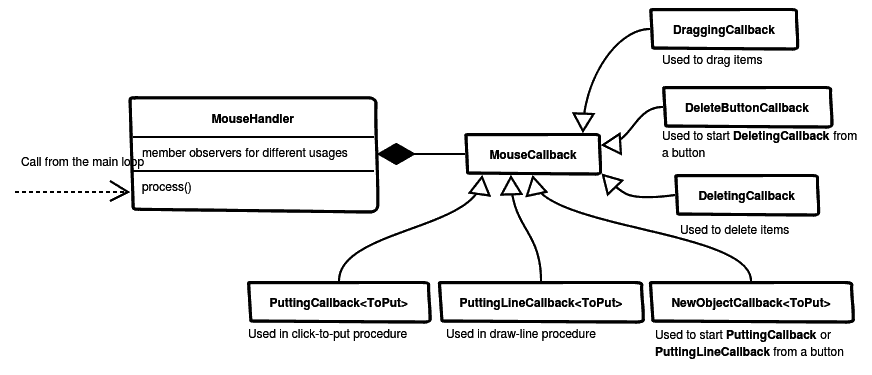 DraggingCallback
Used to drag items
DeleteButtonCallback
Used to start DeletingCallback from
a button
MouseHandler
member observers for different usages
process()
Call from the main loop
MouseCallback
DeletingCallback
Used to delete items
PuttingCallback<ToPut>
Used in click-to-put procedure
PuttingLineCallback<ToPut>
Used in draw-line procedure
NewObjectCallback<ToPut>
Used to start PuttingCallback or
PuttingLineCallback from a button